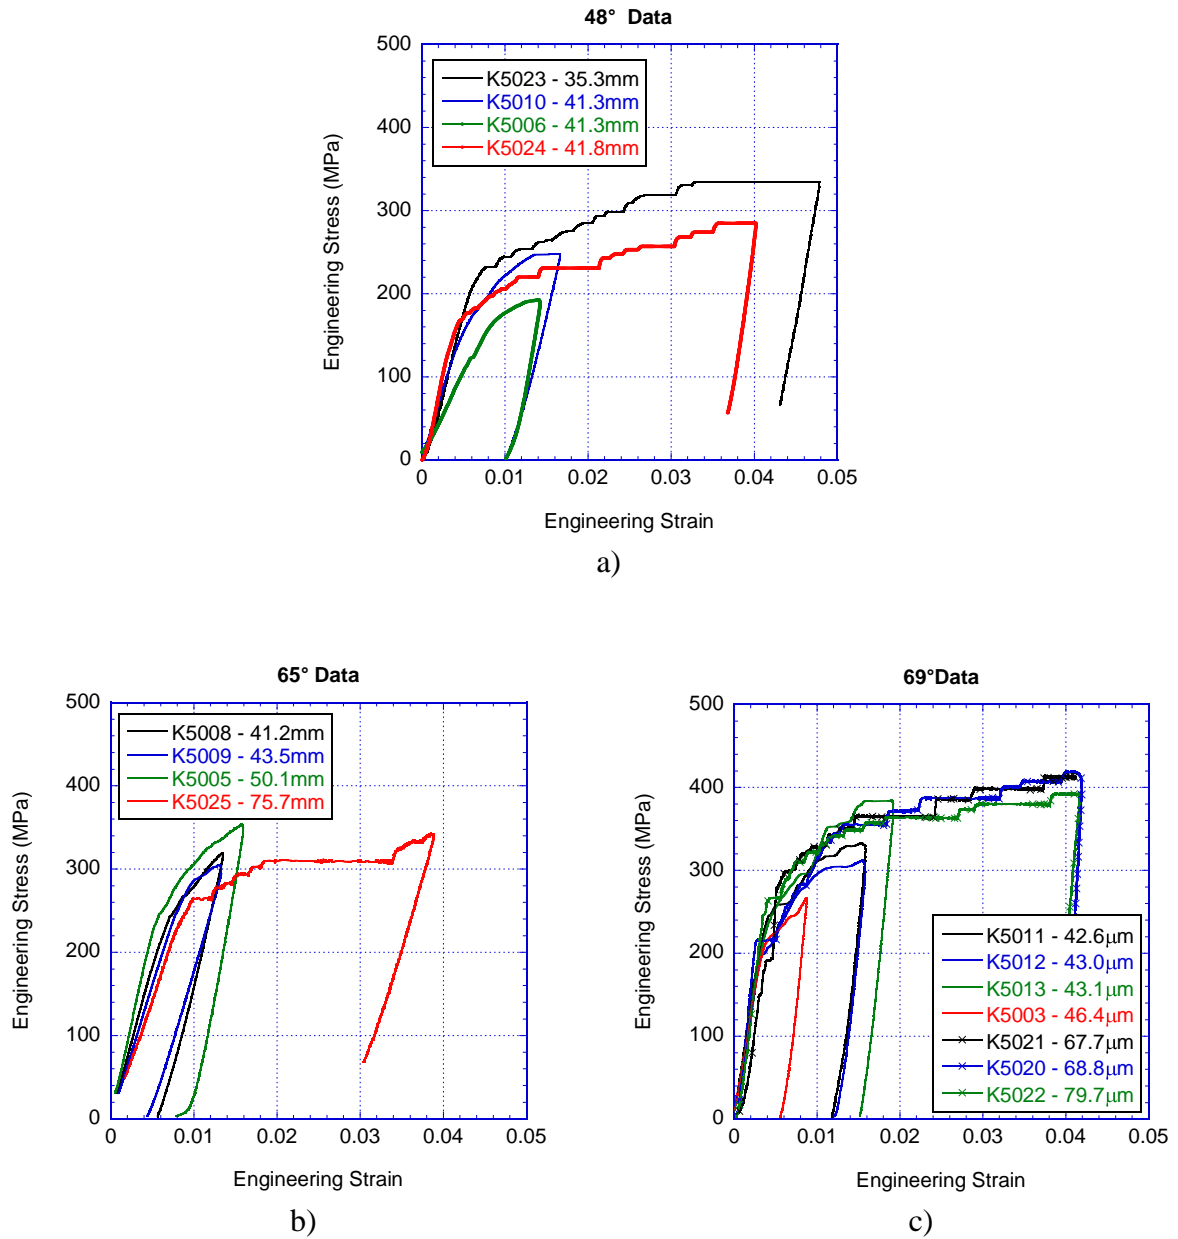 48° Data
500
400
300
200
100
0
Engineering Stress (MPa)
K5023 - 35.3mm
K5010 - 41.3mm
K5006 - 41.3mm
K5024 - 41.8mm
0 0.01 0.02 0.03 0.04 0.05
Engineering Strain
a)
65° Data
500
400
300
200
100
0
Engineering Stress (MPa)
K5008 - 41.2mm
K5009 - 43.5mm
K5005 - 50.1mm
K5025 - 75.7mm
0 0.01 0.02 0.03 0.04 0.05
Engineering Strain
b)
69°Data
500
400
300
200
100
0
Engineering Stress (MPa)
K5011 - 42.6μm
K5012 - 43.0μm
K5013 - 43.1μm
K5003 - 46.4μm
K5021 - 67.7μm
K5020 - 68.8μm
K5022 - 79.7μm
0 0.01 0.02 0.03 0.04 0.05
Engineering Strain
c)